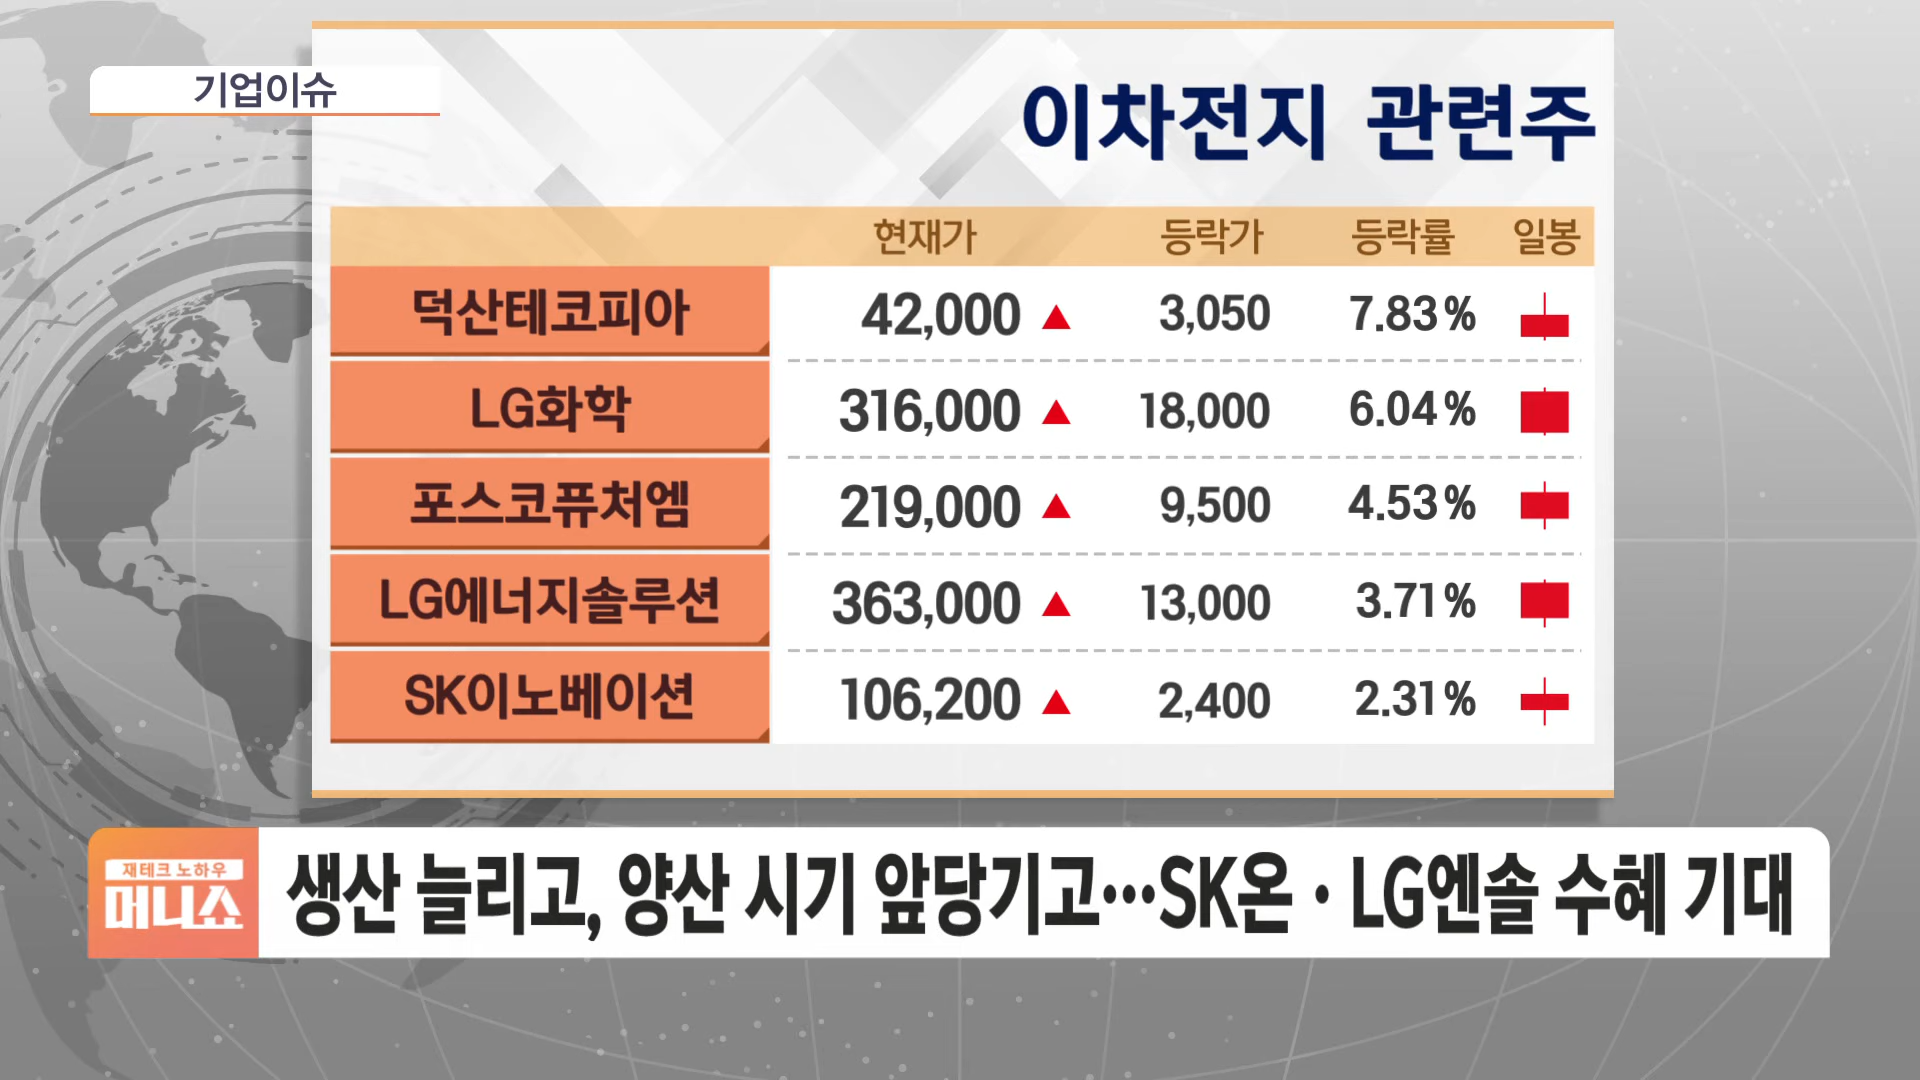 기업이슈
이차전지 관련주
현재가 등락가 등락률 일봉
덕산테코피아 42,000 ▲ 3,050 7.83%
LG화학 316,000 ▲ 18,000 6.04%
포스코퓨처엠 219,000 ▲ 9,500 4.53%
LG에너지솔루션 363,000 ▲ 13,000 3.71%
SK이노베이션 106,200 ▲ 2,400 2.31%
재테크 노하우
머니쇼
생산 늘리고, 양산 시기 앞당기고…SK온·LG엔솔 수혜 기대